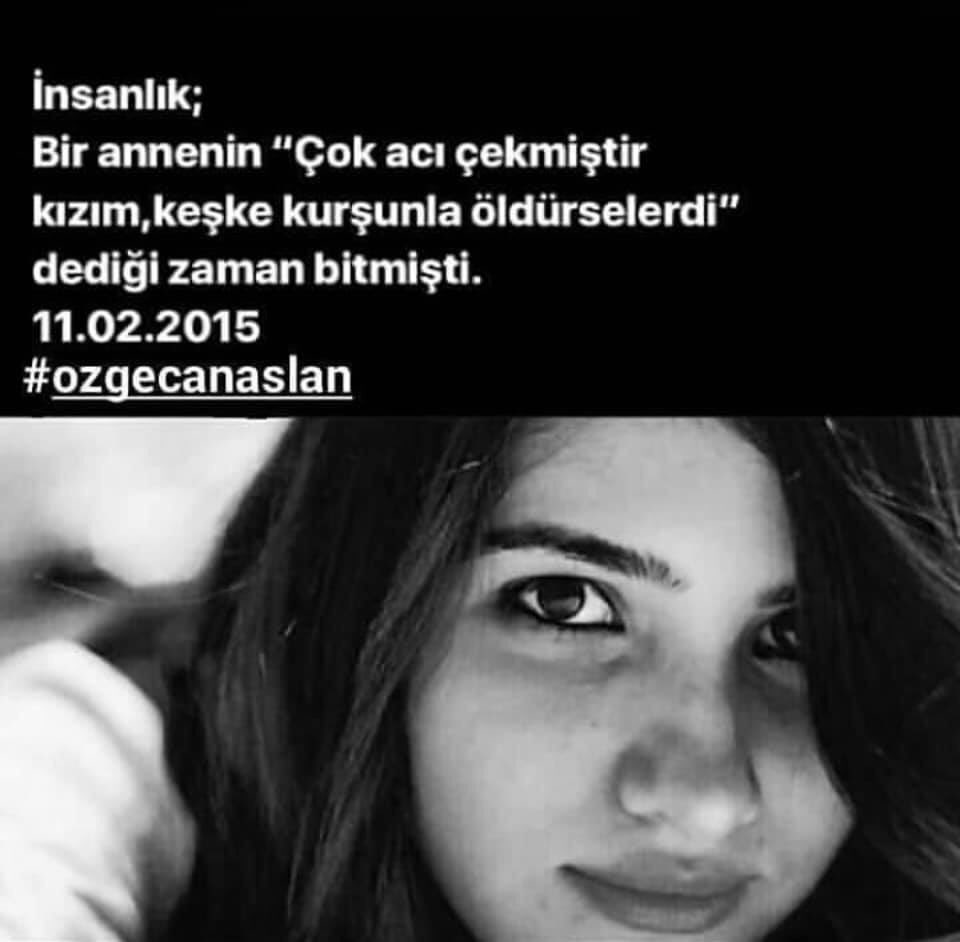 İnsanlık;
Bir annenin “Çok acı çekmiştir
kızım,keşke kurşunla öldürselerdi”
dediği zaman bitmişti.
11.02.2015
#ozgecanaslan